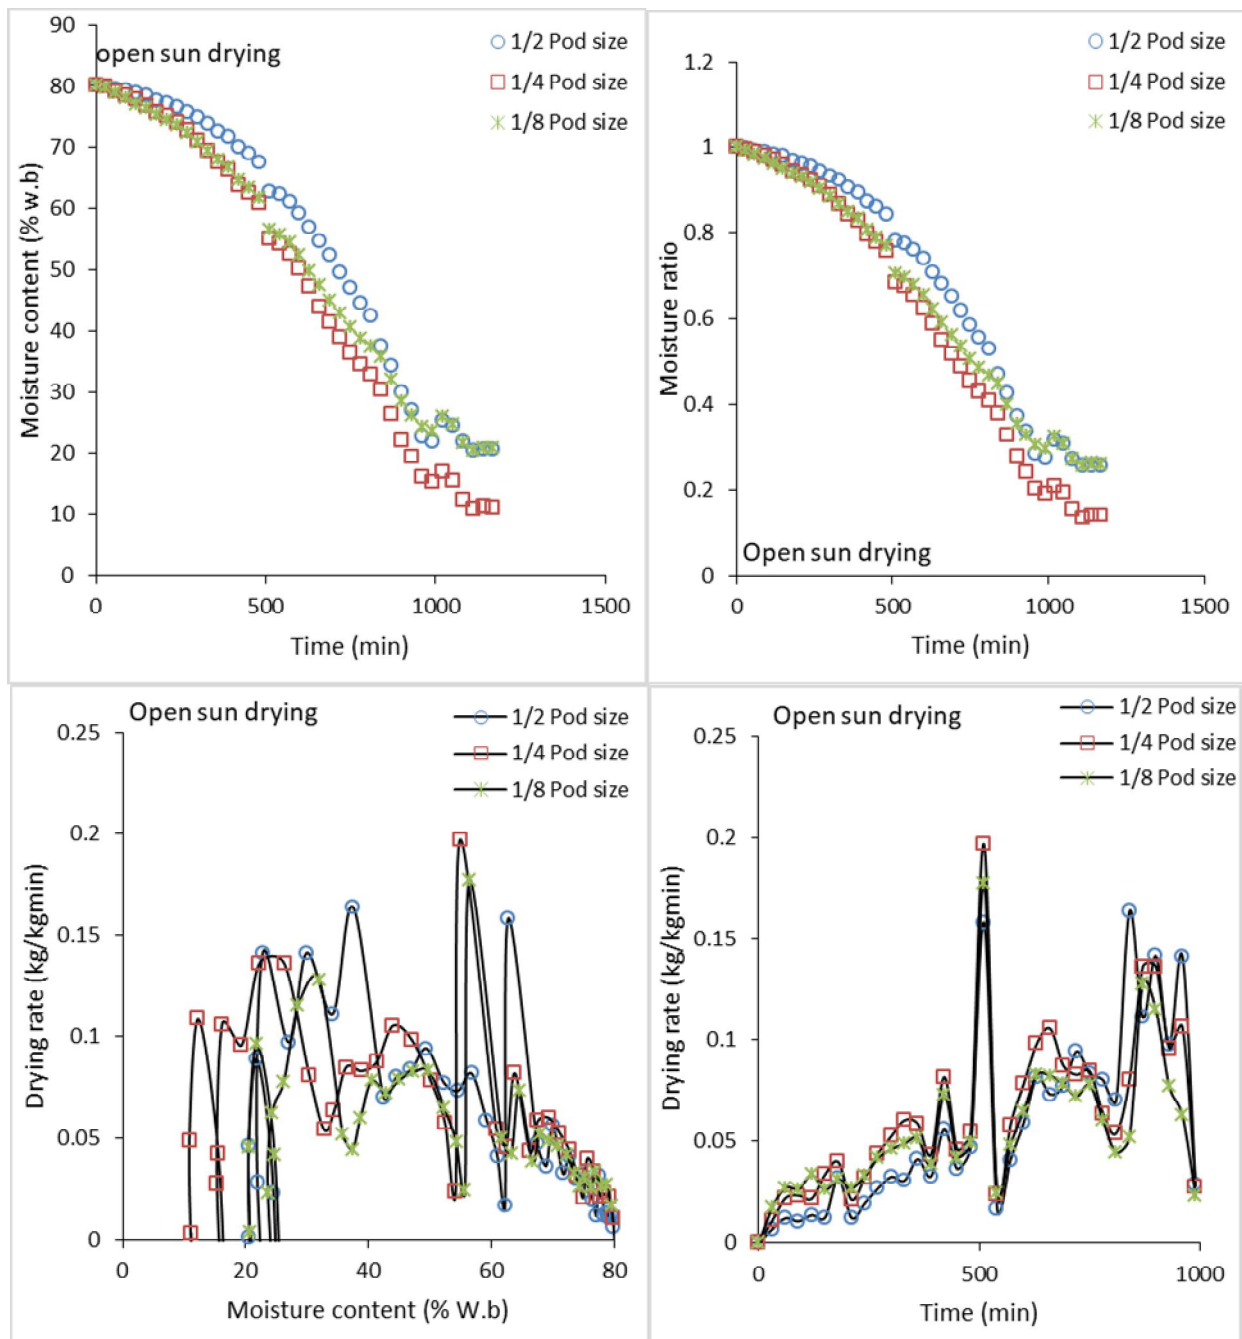 90
80
70
60
50
40
30
20
10
0
Moisture content (% w.b)
open sun drying
1/2 Pod size
1/4 Pod size
1/8 Pod size
0 500 1000 1500
Time (min)
1.2
1
0.8
0.6
0.4
0.2
0
Moisture ratio
1/2 Pod size
1/4 Pod size
1/8 Pod size
Open sun drying
0 500 1000 1500
Time (min)
Open sun drying
1/2 Pod size
1/4 Pod size
1/8 Pod size
0.25
0.2
0.15
0.1
0.05
0
Drying rate (kg/kgmin)
0 20 40 60 80
Moisture content (% W.b)
Open sun drying
1/2 Pod size
1/4 Pod size
1/8 Pod size
0.25
0.2
0.15
0.1
0.05
0
Drying rate (kg/kgmin)
0 500 1000
Time (min)